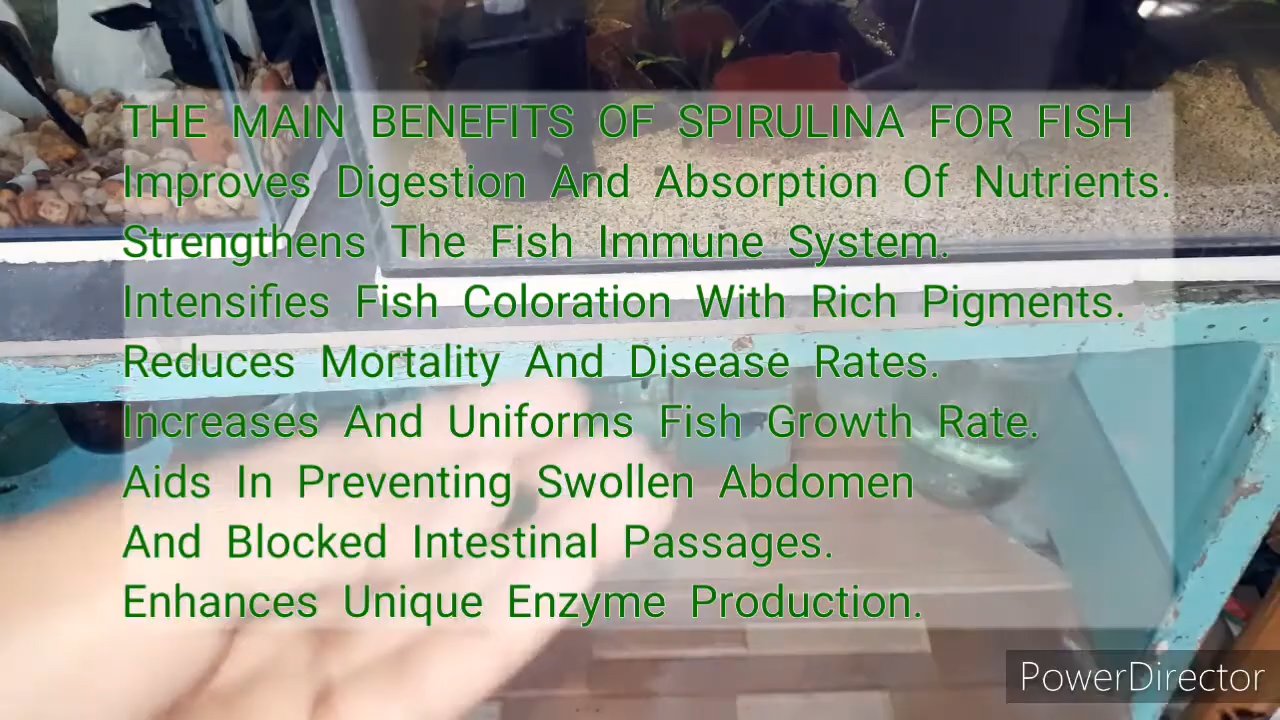 THE MAIN BENEFITS OF SPIRULINA FOR FISH
Improves Digestion And Absorption Of Nutrients.
Strengthens The Fish Immune System.
Intensifies Fish Coloration With Rich Pigments.
Reduces Mortality And Disease Rates.
Increases And Uniforms Fish Growth Rate.
Aids In Preventing Swollen Abdomen
And Blocked Intestinal Passages.
Enhances Unique Enzyme Production.
PowerDirector